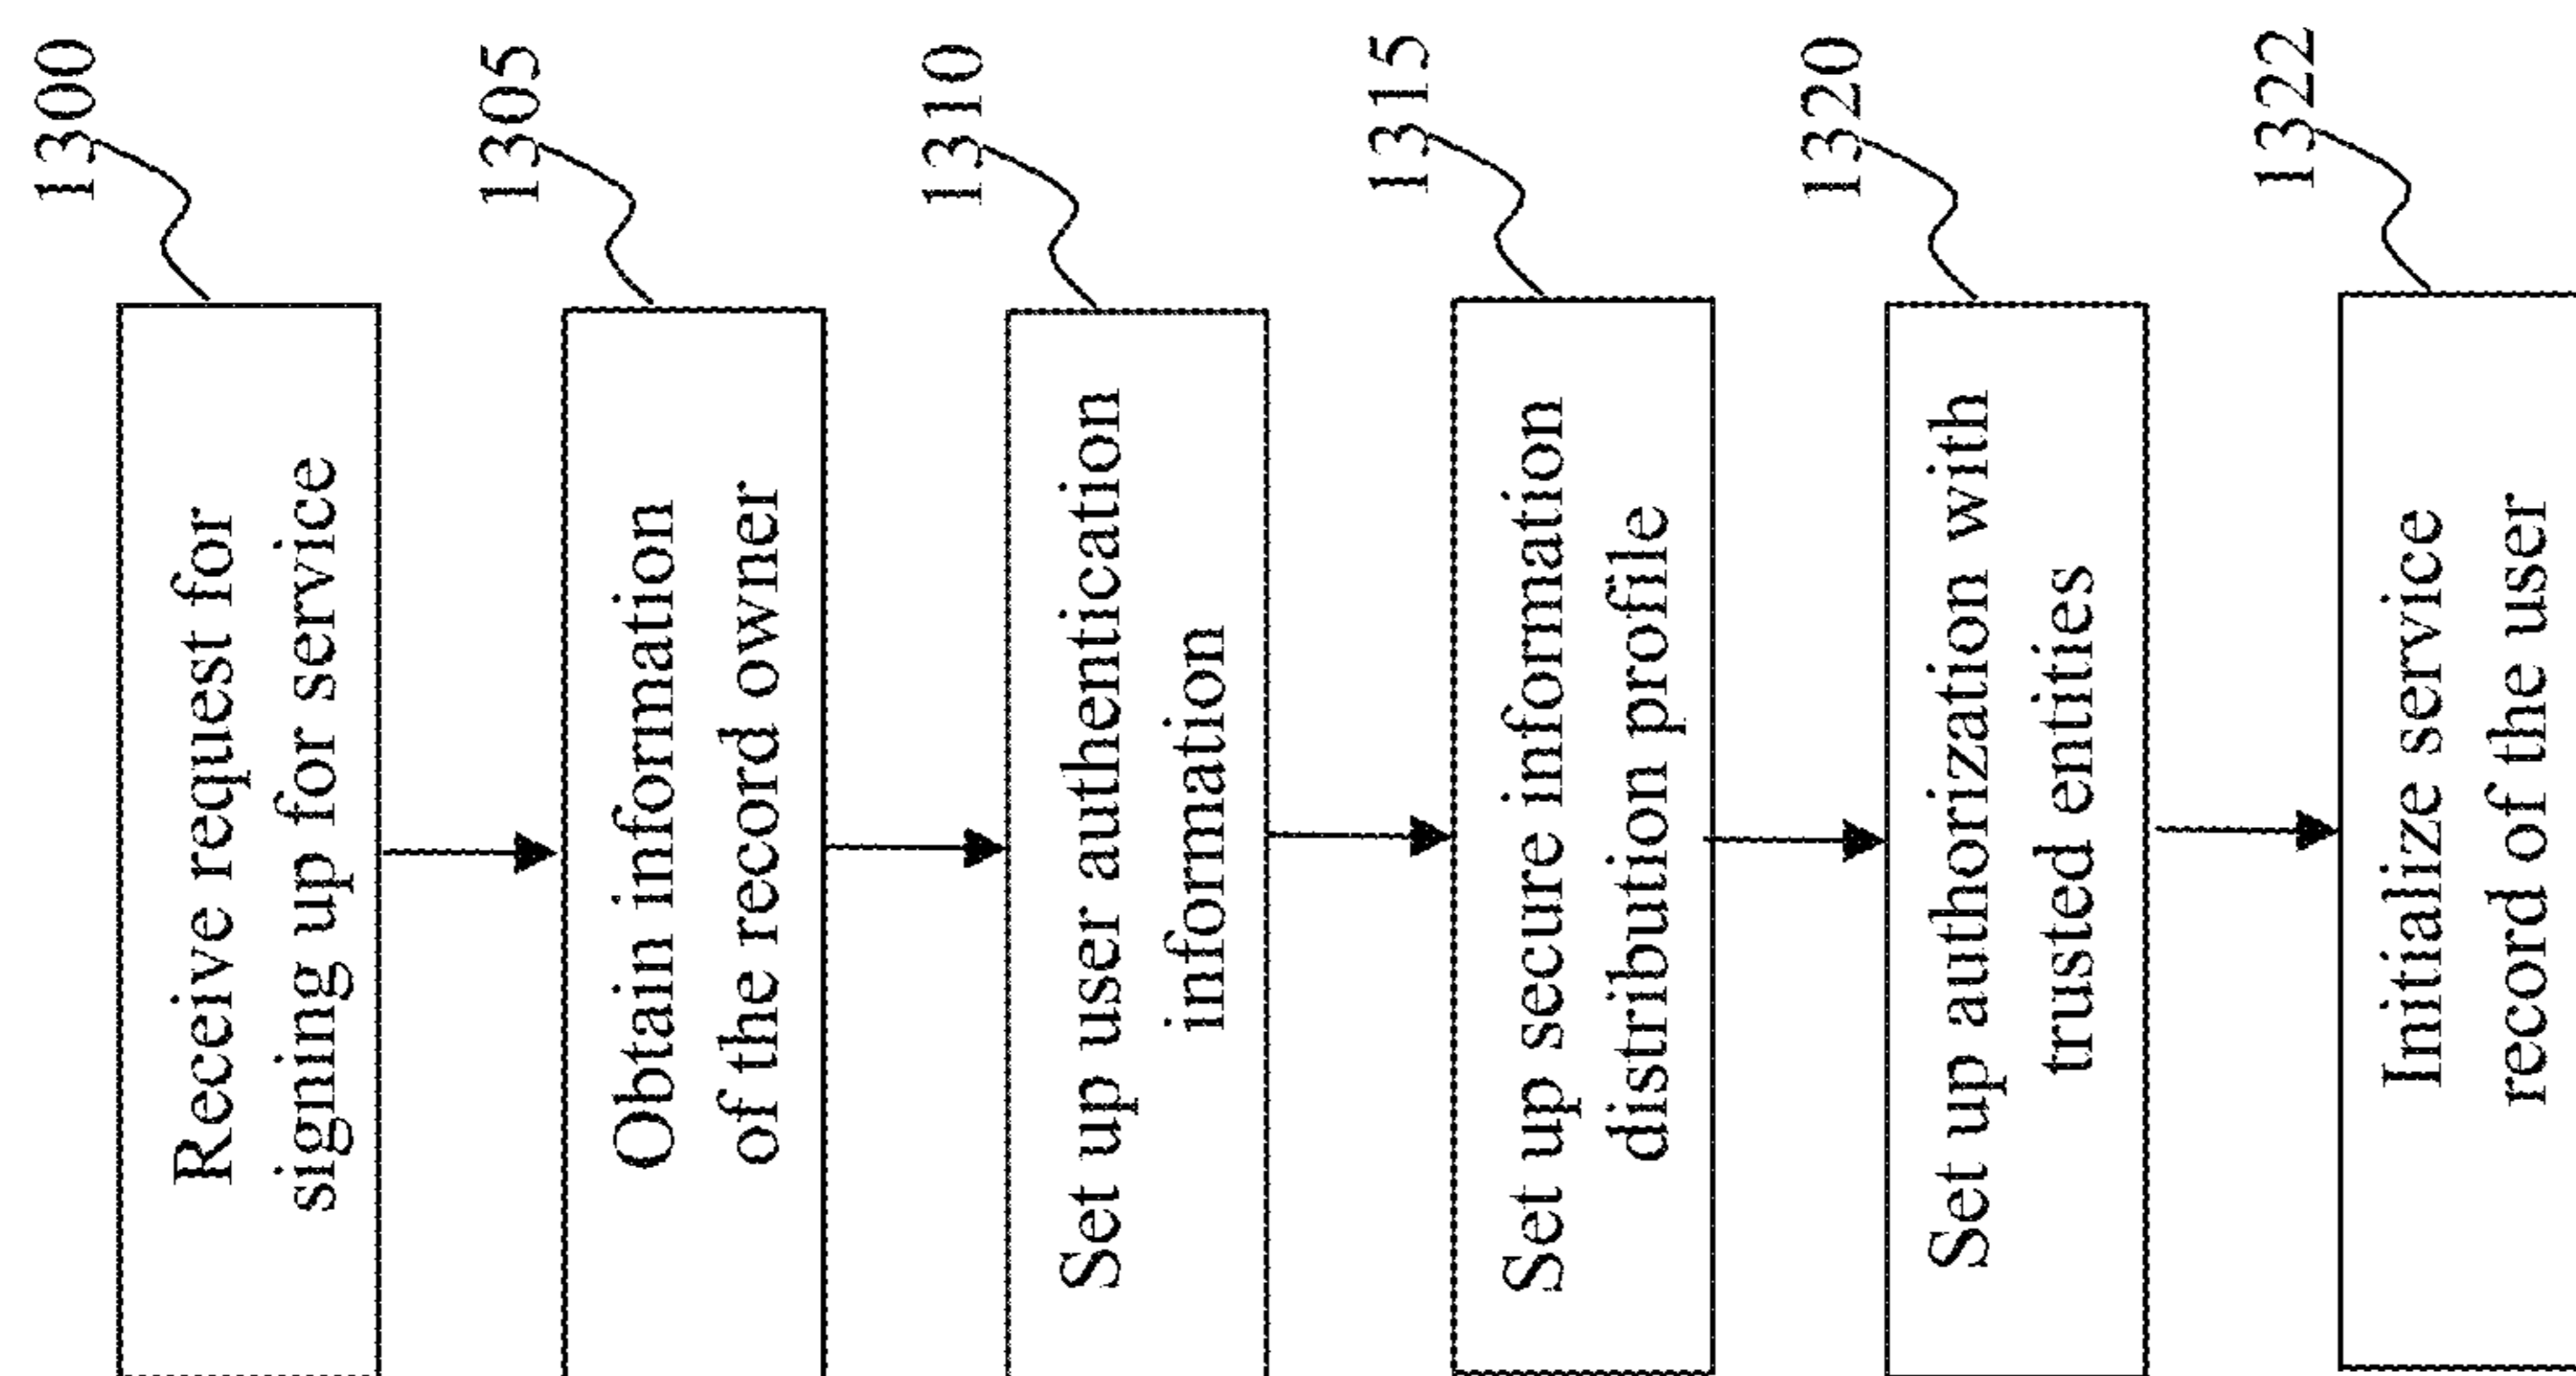 1300
Receive request for
signing up for service
1305
Obtain information
of the record owner
1310
Set up user authentication
information
1315
Set up secure information
distribution profile
1320
Set up authorization with
trusted entities
1322
Initialize service
record of the user